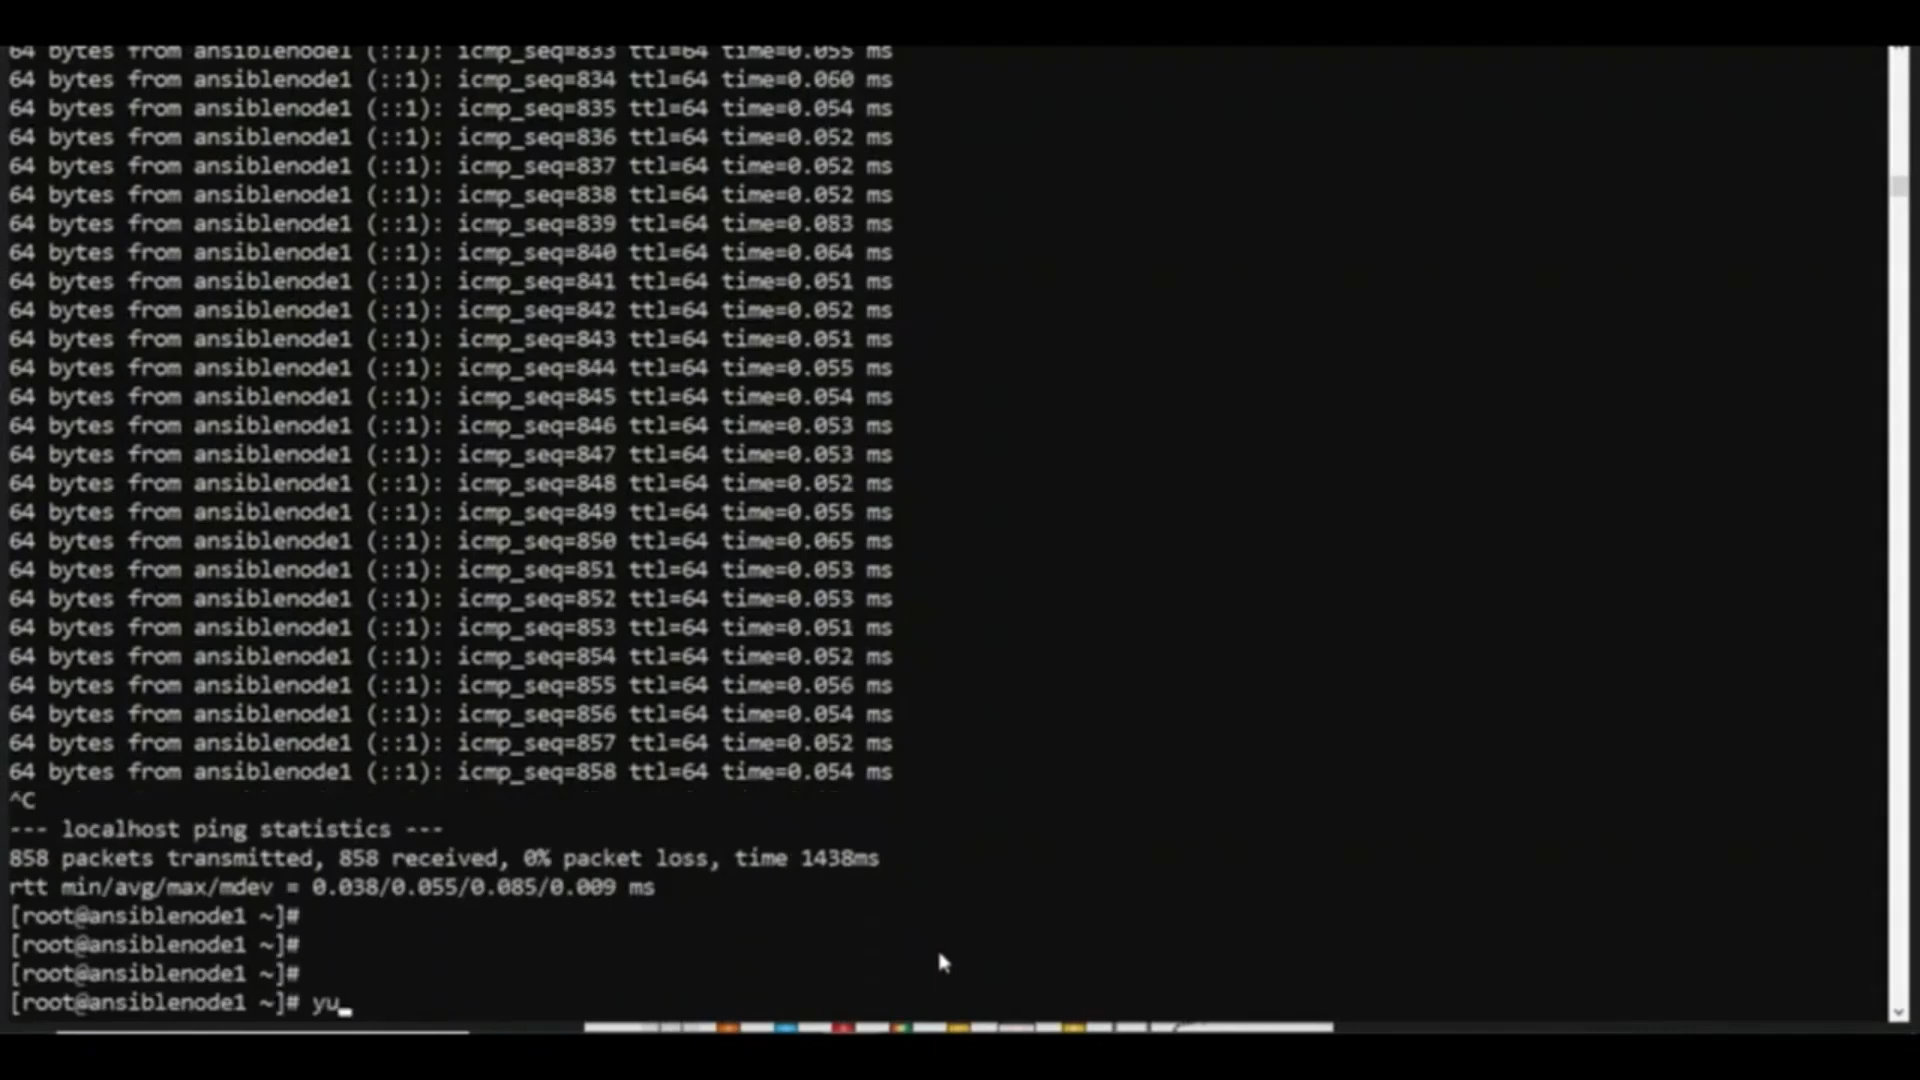 64 bytes from ansiblenode1 (::1): icmp_seq=833 ttl=64 time=0.055 ms
64 bytes from ansiblenode1 (::1): icmp_seq=834 ttl=64 time=0.060 ms
64 bytes from ansiblenode1 (::1): icmp_seq=835 ttl=64 time=0.054 ms
64 bytes from ansiblenode1 (::1): icmp_seq=836 ttl=64 time=0.052 ms
64 bytes from ansiblenode1 (::1): icmp_seq=837 ttl=64 time=0.052 ms
64 bytes from ansiblenode1 (::1): icmp_seq=838 ttl=64 time=0.052 ms
64 bytes from ansiblenode1 (::1): icmp_seq=839 ttl=64 time=0.083 ms
64 bytes from ansiblenode1 (::1): icmp_seq=840 ttl=64 time=0.064 ms
64 bytes from ansiblenode1 (::1): icmp_seq=841 ttl=64 time=0.051 ms
64 bytes from ansiblenode1 (::1): icmp_seq=842 ttl=64 time=0.052 ms
64 bytes from ansiblenode1 (::1): icmp_seq=843 ttl=64 time=0.051 ms
64 bytes from ansiblenode1 (::1): icmp_seq=844 ttl=64 time=0.055 ms
64 bytes from ansiblenode1 (::1): icmp_seq=845 ttl=64 time=0.054 ms
64 bytes from ansiblenode1 (::1): icmp_seq=846 ttl=64 time=0.053 ms
64 bytes from ansiblenode1 (::1): icmp_seq=847 ttl=64 time=0.053 ms
64 bytes from ansiblenode1 (::1): icmp_seq=848 ttl=64 time=0.052 ms
64 bytes from ansiblenode1 (::1): icmp_seq=849 ttl=64 time=0.055 ms
64 bytes from ansiblenode1 (::1): icmp_seq=850 ttl=64 time=0.065 ms
64 bytes from ansiblenode1 (::1): icmp_seq=851 ttl=64 time=0.053 ms
64 bytes from ansiblenode1 (::1): icmp_seq=852 ttl=64 time=0.053 ms
64 bytes from ansiblenode1 (::1): icmp_seq=853 ttl=64 time=0.051 ms
64 bytes from ansiblenode1 (::1): icmp_seq=854 ttl=64 time=0.052 ms
64 bytes from ansiblenode1 (::1): icmp_seq=855 ttl=64 time=0.056 ms
64 bytes from ansiblenode1 (::1): icmp_seq=856 ttl=64 time=0.054 ms
64 bytes from ansiblenode1 (::1): icmp_seq=857 ttl=64 time=0.052 ms
64 bytes from ansiblenode1 (::1): icmp_seq=858 ttl=64 time=0.054 ms
^C
--- localhost ping statistics ---
858 packets transmitted, 858 received, 0% packet loss, time 1438ms
rtt min/avg/max/mdev = 0.038/0.055/0.085/0.009 ms
[root@ansiblenode1 ~]#
[root@ansiblenode1 ~]#
[root@ansiblenode1 ~]#
[root@ansiblenode1 ~]# yu